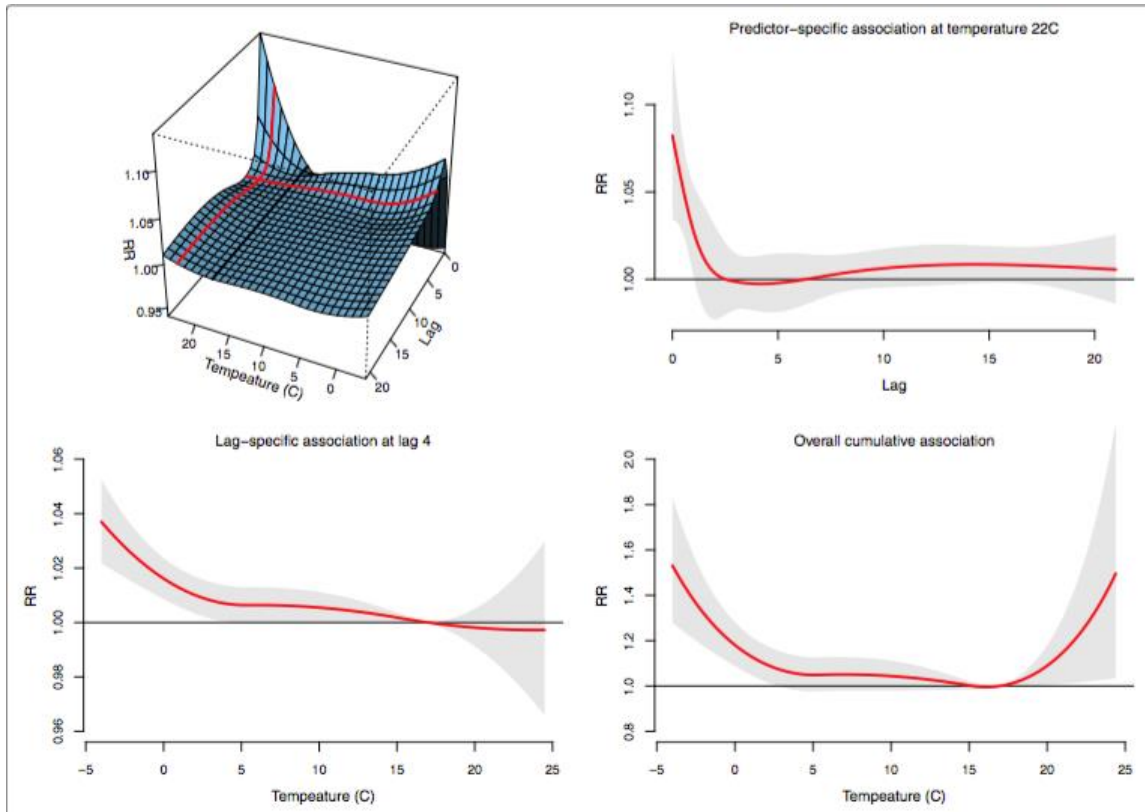 1.10
1.05
1.00
0.95
RR
20
15
10
5
0
Tempeature (C)
0
5
10
15
20
Lag
Predictor−specific association at temperature 22C
1.10
1.05
1.00
RR
0 5 10 15 20
Lag
Lag−specific association at lag 4
1.06
1.04
1.02
1.00
0.98
0.96
RR
−5 0 5 10 15 20 25
Tempeature (C)
Overall cumulative association
2.0
1.8
1.6
1.4
1.2
1.0
0.8
RR
−5 0 5 10 15 20 25
Tempeature (C)